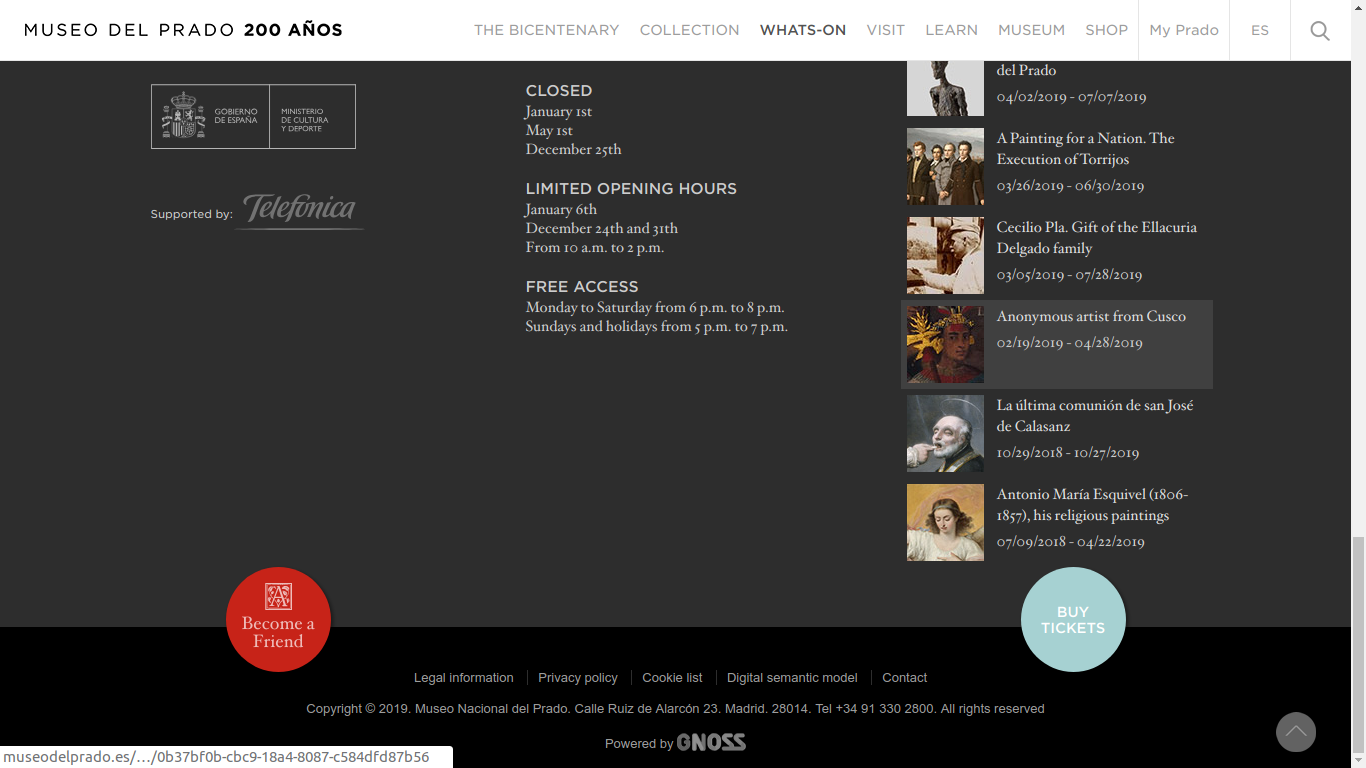 MUSEO DEL PRADO 200 AÑOS
THE BICENTENARY COLLECTION WHATS-ON VISIT LEARN MUSEUM SHOP My Prado ES
GOBIERNO
DE ESPAÑA
MINISTERIO
DE CULTURA
Y DEPORTE
Supported by: Telefónica
CLOSED
January 1st
May 1st
December 25th
LIMITED OPENING HOURS
January 6th
December 24th and 31th
From 10 a.m. to 2 p.m.
FREE ACCESS
Monday to Saturday from 6 p.m. to 8 p.m.
Sundays and holidays from 5 p.m. to 7 p.m.
del Prado
04/02/2019 - 07/07/2019
A Painting for a Nation. The
Execution of Torrijos
03/26/2019 - 06/30/2019
Cecilio Pla. Gift of the Ellacuria
Delgado family
03/05/2019 - 07/28/2019
Anonymous artist from Cusco
02/19/2019 - 04/28/2019
La última comunión de san José
de Calasanz
10/29/2018 - 10/27/2019
Antonio María Esquivel (1806-
1857), his religious paintings
07/09/2018 - 04/22/2019
A
Become a
Friend
BUY
TICKETS
Legal information Privacy policy Cookie list Digital semantic model Contact
Copyright © 2019. Museo Nacional del Prado. Calle Ruiz de Alarcón 23. Madrid. 28014. Tel +34 91 330 2800. All rights reserved
Powered by GNOSS
museodelprado.es/…/0b37bf0b-cbc9-18a4-8087-c584dfd87b56